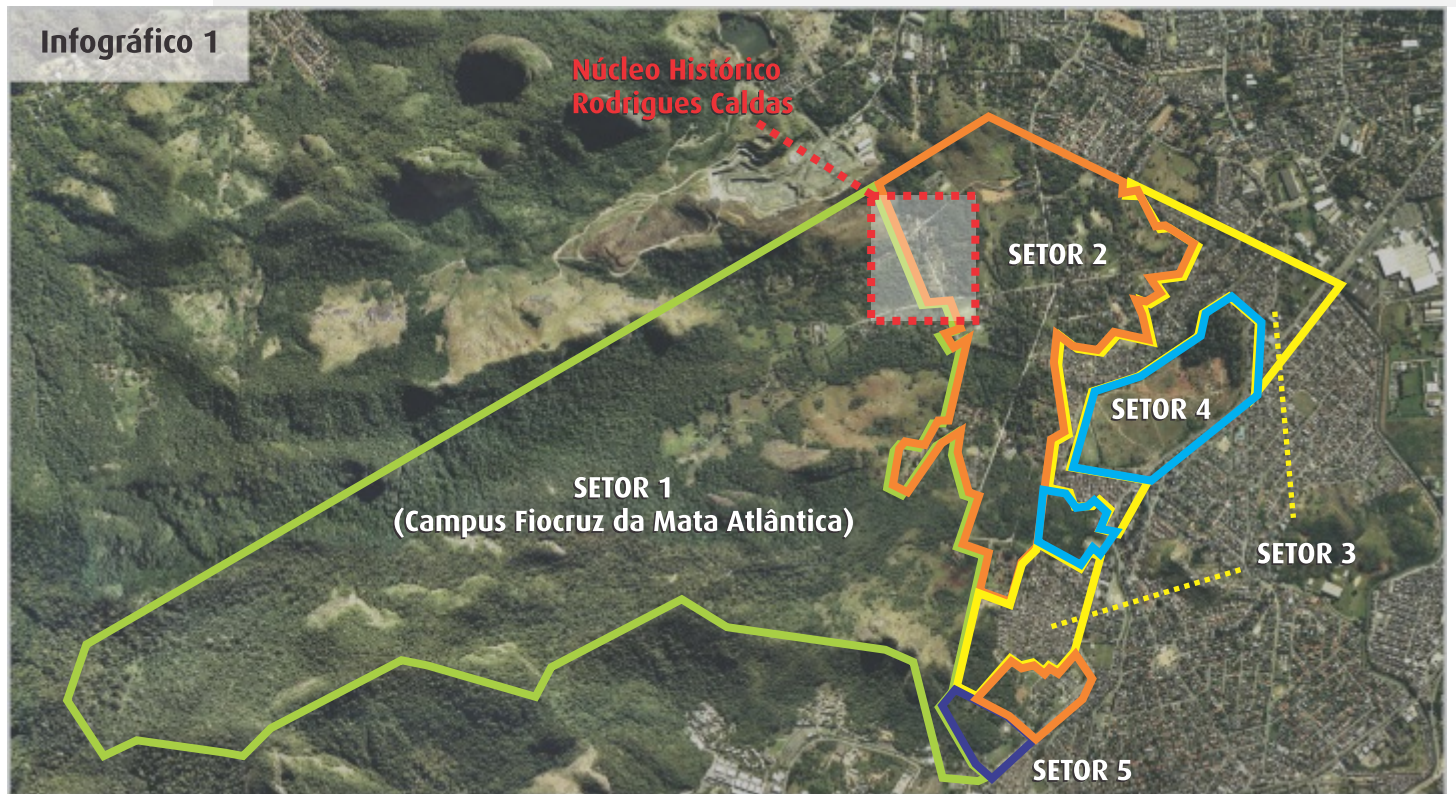 Infográfico 1
Núcleo Histórico
Rodrigues Caldas
SETOR 2
SETOR 4
SETOR 1
(Campus Fiocruz da Mata Atlântica)
SETOR 3
SETOR 5